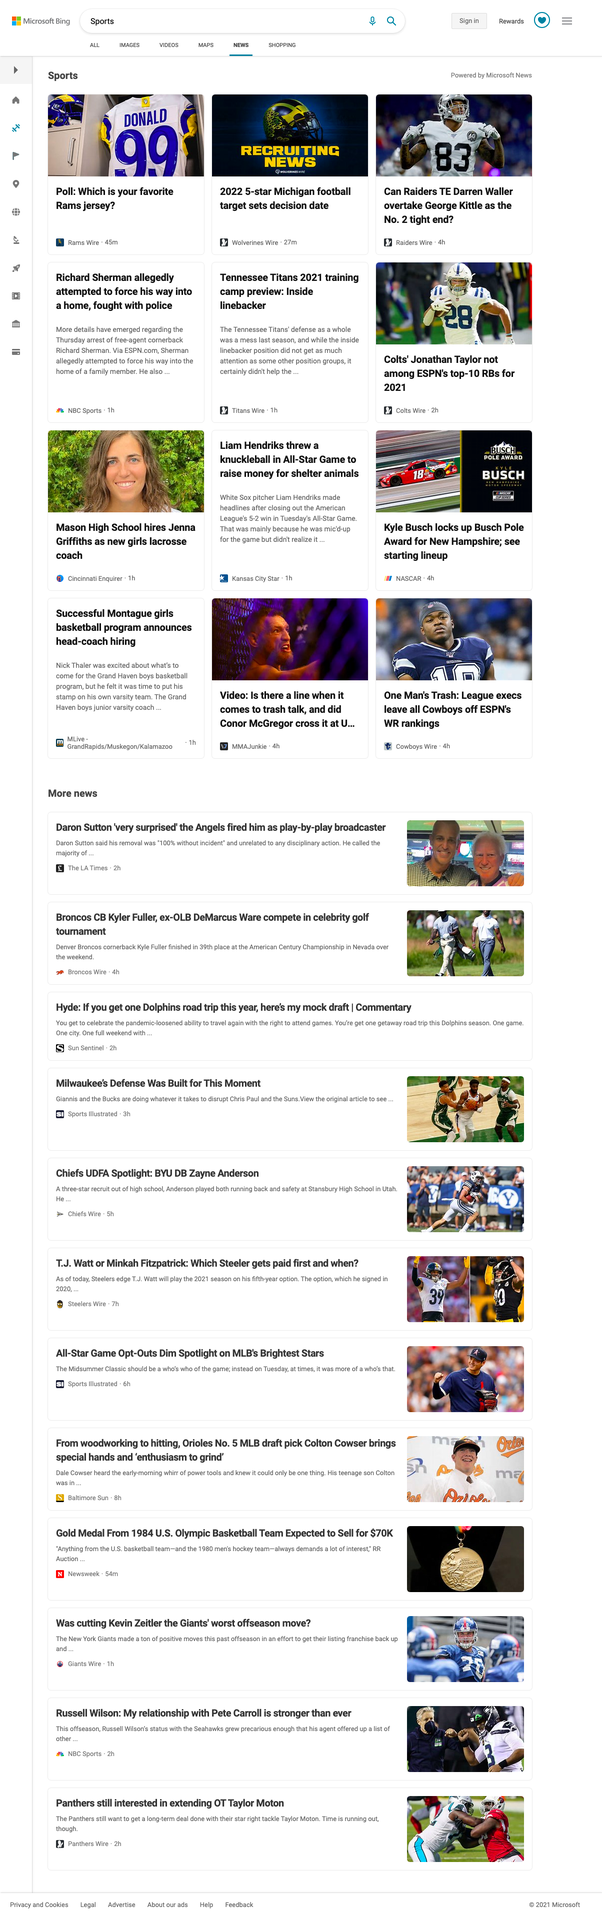 Microsoft Bing
Sports
Sign in
Rewards
ALL
IMAGES
VIDEOS
MAPS
NEWS
SHOPPING
Sports
Powered by Microsoft News
DONALD
99
Poll: Which is your favorite
Rams jersey?
Rams Wire · 45m
RECRUITING
NEWS
2022 5-star Michigan football
target sets decision date
Wolverines Wire · 27m
83
Can Raiders TE Darren Waller
overtake George Kittle as the
No. 2 tight end?
Raiders Wire · 4h
Richard Sherman allegedly
attempted to force his way into
a home, fought with police
More details have emerged regarding the
Thursday arrest of free-agent cornerback
Richard Sherman. Via ESPN.com, Sherman
allegedly attempted to force his way into the
home of a family member. He also ...
NBC Sports · 1h
Tennessee Titans 2021 training
camp preview: Inside
linebacker
The Tennessee Titans' defense as a whole
was a mess last season, and while the inside
linebacker position did not get as much
attention as some other position groups, it
certainly didn't help the ...
Titans Wire · 1h
28
Colts' Jonathan Taylor not
among ESPN's top-10 RBs for
2021
Colts Wire · 2h
Mason High School hires Jenna
Griffiths as new girls lacrosse
coach
Cincinnati Enquirer · 1h
Liam Hendriks threw a
knuckleball in All-Star Game to
raise money for shelter animals
White Sox pitcher Liam Hendriks made
headlines after closing out the American
League's 5-2 win in Tuesday's All-Star Game.
That was mainly because he was mic'd-up
for the game but didn't realize it ...
Kansas City Star · 1h
18
BUSCH
POLE AWARD
KYLE
BUSCH
Kyle Busch locks up Busch Pole
Award for New Hampshire; see
starting lineup
NASCAR · 4h
Successful Montague girls
basketball program announces
head-coach hiring
Nick Thaler was excited about what's to
come for the Grand Haven boys basketball
program, but he felt it was time to put his
stamp on his own varsity team. The Grand
Haven boys junior varsity coach ...
MLive -
GrandRapids/Muskegon/Kalamazoo · 1h
Video: Is there a line when it
comes to trash talk, and did
Conor McGregor cross it at U...
MMAJunkie · 4h
One Man's Trash: League execs
leave all Cowboys off ESPN's
WR rankings
Cowboys Wire · 4h
More news
Daron Sutton 'very surprised' the Angels fired him as play-by-play broadcaster
Daron Sutton said his removal was "100% without incident" and unrelated to any disciplinary action. He called the
majority of ...
The LA Times · 2h
Broncos CB Kyler Fuller, ex-OLB DeMarcus Ware compete in celebrity golf
tournament
Denver Broncos cornerback Kyle Fuller finished in 39th place at the American Century Championship in Nevada over
the weekend.
Broncos Wire · 4h
Hyde: If you get one Dolphins road trip this year, here's my mock draft | Commentary
You get to celebrate the pandemic-loosened ability to travel again with the right to attend games. You're get one getaway road trip this Dolphins season. One game.
One city. One full weekend with ...
Sun Sentinel · 2h
Milwaukee's Defense Was Built for This Moment
Giannis and the Bucks are doing whatever it takes to disrupt Chris Paul and the Suns.View the original article to see ...
Sports Illustrated · 3h
Chiefs UDFA Spotlight: BYU DB Zayne Anderson
A three-star recruit out of high school, Anderson played both running back and safety at Stansbury High School in Utah.
He ...
Chiefs Wire · 5h
T.J. Watt or Minkah Fitzpatrick: Which Steeler gets paid first and when?
As of today, Steelers edge T.J. Watt will play the 2021 season on his fifth-year option. The option, which he signed in
2020, ...
Steelers Wire · 7h
39
90
All-Star Game Opt-Outs Dim Spotlight on MLB's Brightest Stars
The Midsummer Classic should be a who's who of the game; instead on Tuesday, at times, it was more of a who's that.
Sports Illustrated · 6h
From woodworking to hitting, Orioles No. 5 MLB draft pick Colton Cowser brings
special hands and 'enthusiasm to grind'
Dale Cowser heard the early-morning whirr of power tools and knew it could only be one thing. His teenage son Colton
was in ...
Baltimore Sun · 8h
Gold Medal From 1984 U.S. Olympic Basketball Team Expected to Sell for $70K
"Anything from the U.S. basketball team—and the 1980 men's hockey team—always demands a lot of interest," RR
Auction ...
Newsweek · 54m
Was cutting Kevin Zeitler the Giants' worst offseason move?
The New York Giants made a ton of positive moves this past offseason in an effort to get their listing franchise back up
and ...
Giants Wire · 1h
Russell Wilson: My relationship with Pete Carroll is stronger than ever
This offseason, Russell Wilson's status with the Seahawks grew precarious enough that his agent offered up a list of
other ...
NBC Sports · 2h
Panthers still interested in extending OT Taylor Moton
The Panthers still want to get a long-term deal done with their star right tackle Taylor Moton. Time is running out,
though.
Panthers Wire · 2h
Privacy and Cookies
Legal
Advertise
About our ads
Help
Feedback
© 2021 Microsoft